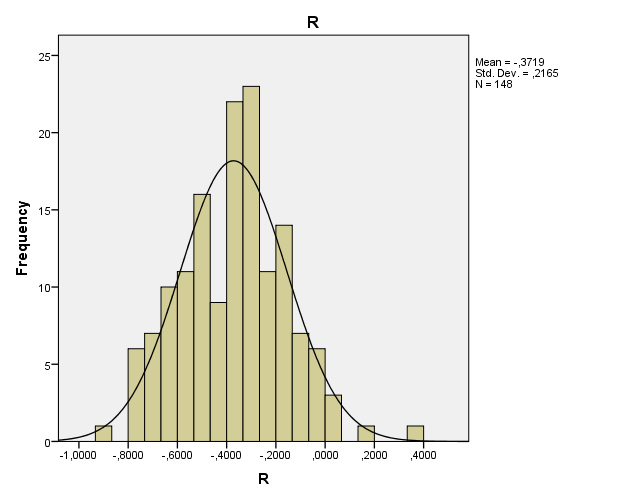 R
Mean = -,3719
Std. Dev. = ,2165
N = 148
25
20
15
10
5
0
Frequency
-1,0000 -,8000 -,6000 -,4000 -,2000 ,0000 ,2000 ,4000
R